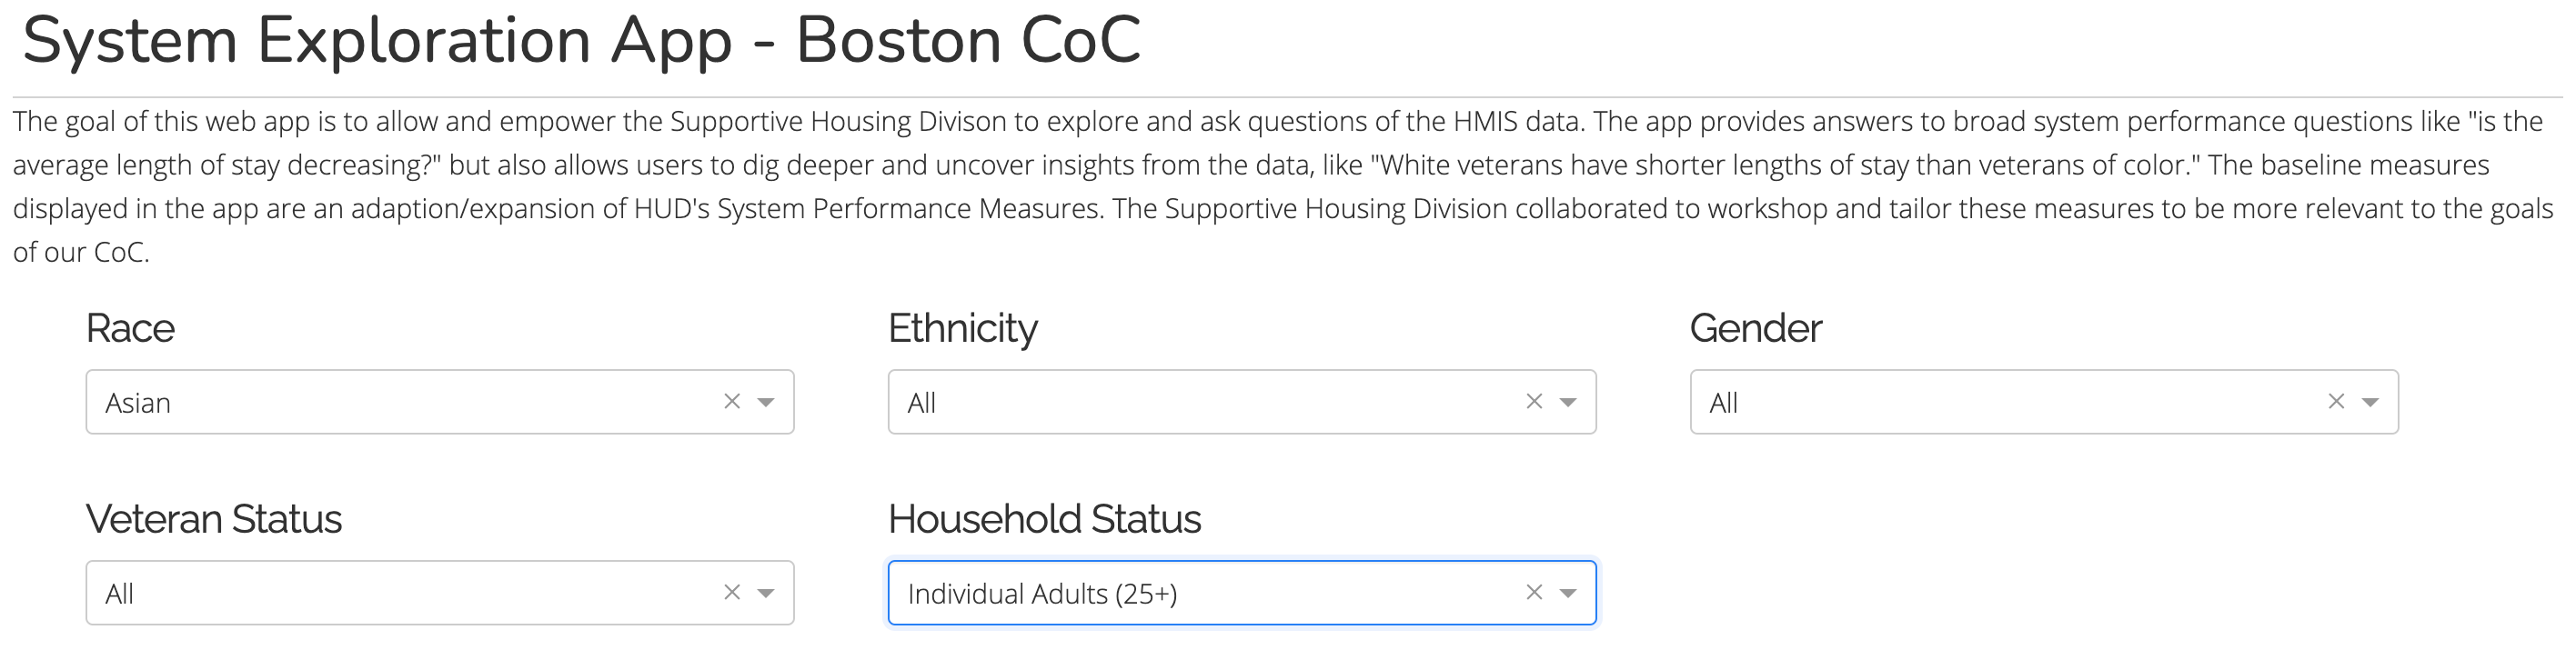 System Exploration App - Boston CoC
The goal of this web app is to allow and empower the Supportive Housing Divison to explore and ask questions of the HMIS data. The app provides answers to broad system performance questions like "is the
average length of stay decreasing?" but also allows users to dig deeper and uncover insights from the data, like "White veterans have shorter lengths of stay than veterans of color." The baseline measures
displayed in the app are an adaption/expansion of HUD's System Performance Measures. The Supportive Housing Division collaborated to workshop and tailor these measures to be more relevant to the goals
of our CoC.
Race
Asian
Ethnicity
All
Gender
All
Veteran Status
All
Household Status
Individual Adults (25+)